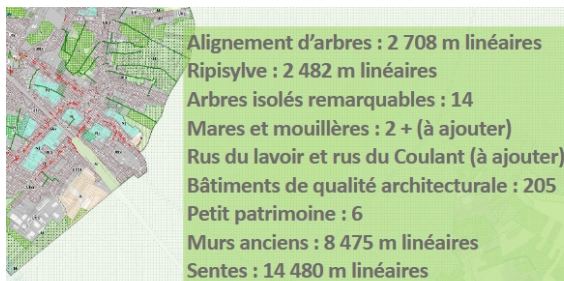 Alignement d'arbres : 2 708 m linéaires
Ripisylve : 2 482 m linéaires
Arbres isolés remarquables : 14
Mares et mouillères : 2 + (à ajouter)
Rus du lavoir et rus du Coulant (à ajouter)
Bâtiments de qualité architecturale : 205
Petit patrimoine : 6
Murs anciens : 8 475 m linéaires
Sentes : 14 480 m linéaires